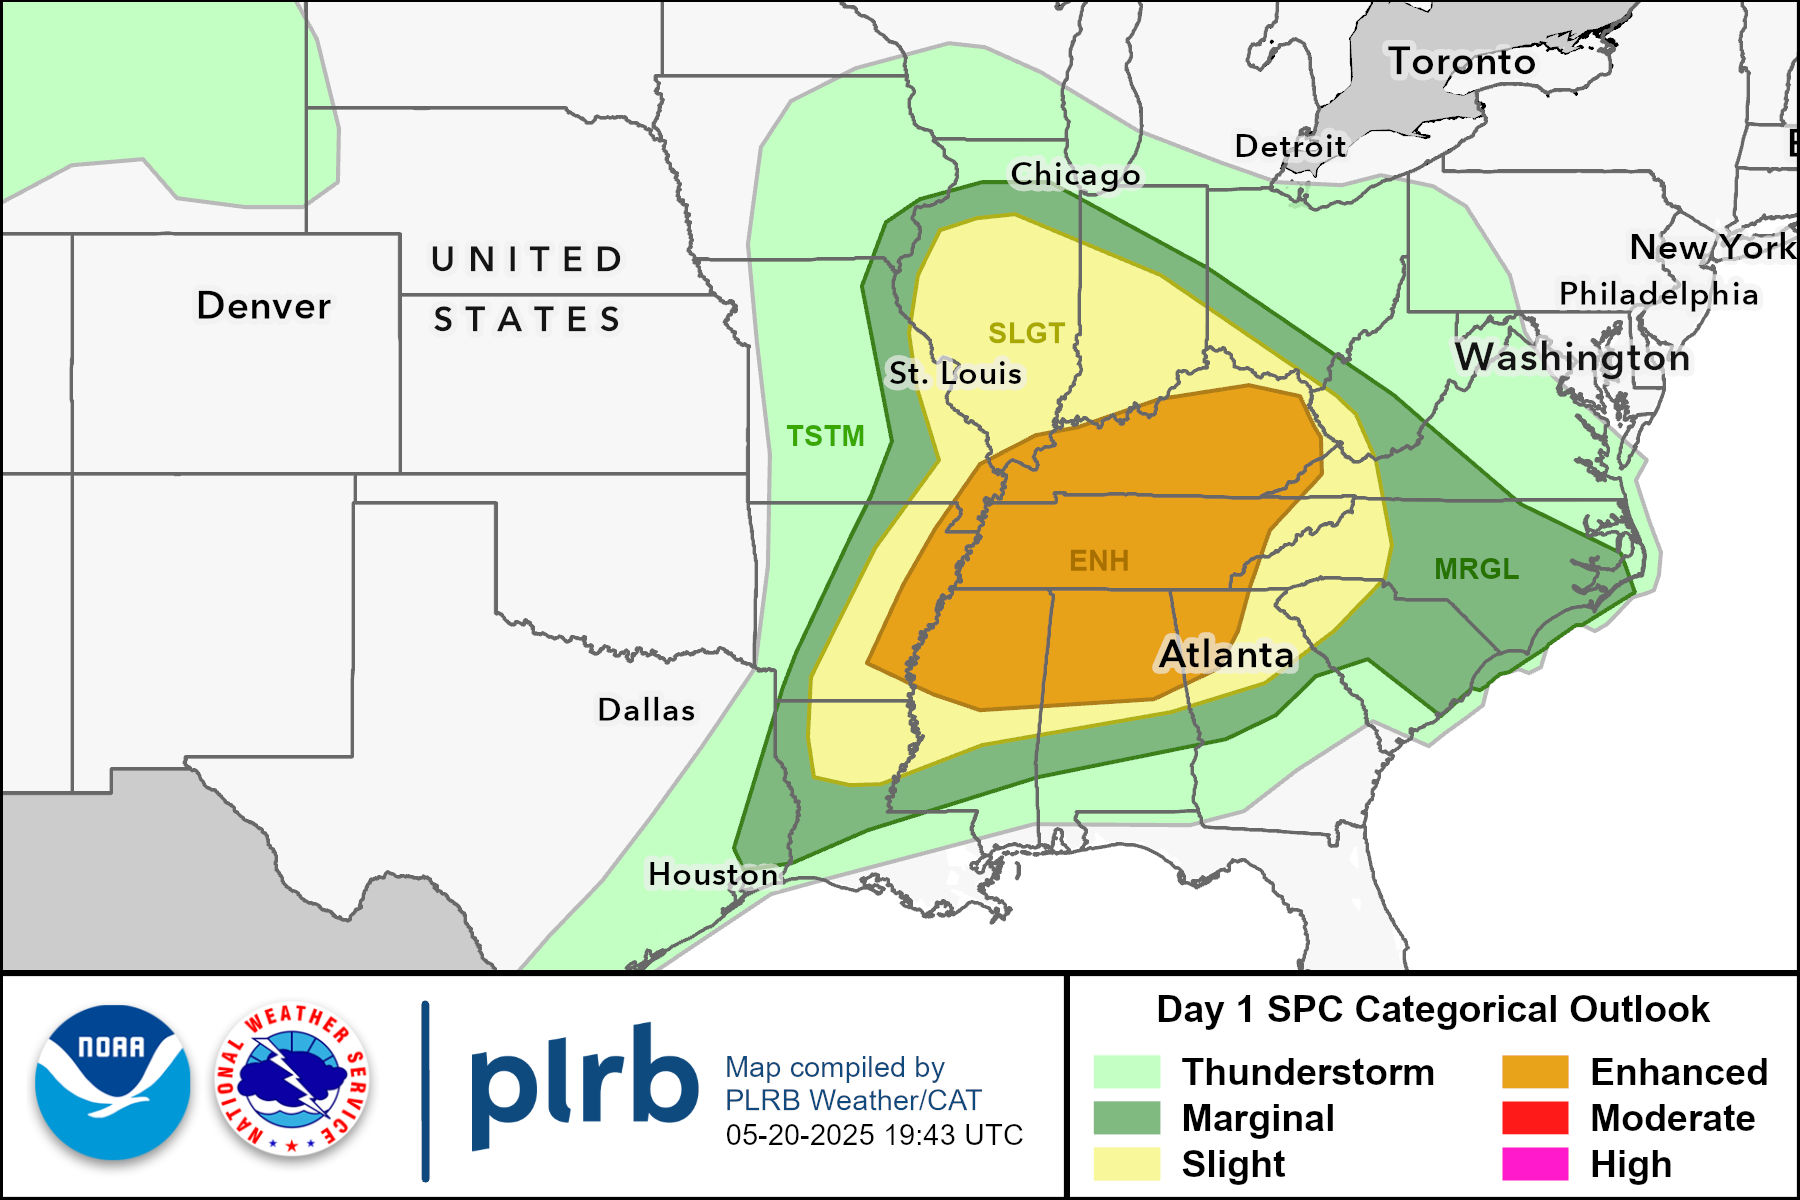 Toronto
Detroit
Chicago
New York
UNITED
STATES
Denver
Philadelphia
SLGT
Washington
St. Louis
TSTM
ENH
MRGL
Atlanta
Dallas
Houston
NOAA
NATIONAL WEATHER SERVICE
plrb
Map compiled by
PLRB Weather/CAT
05-20-2025 19:43 UTC
Day 1 SPC Categorical Outlook
Thunderstorm
Enhanced
Marginal
Moderate
Slight
High